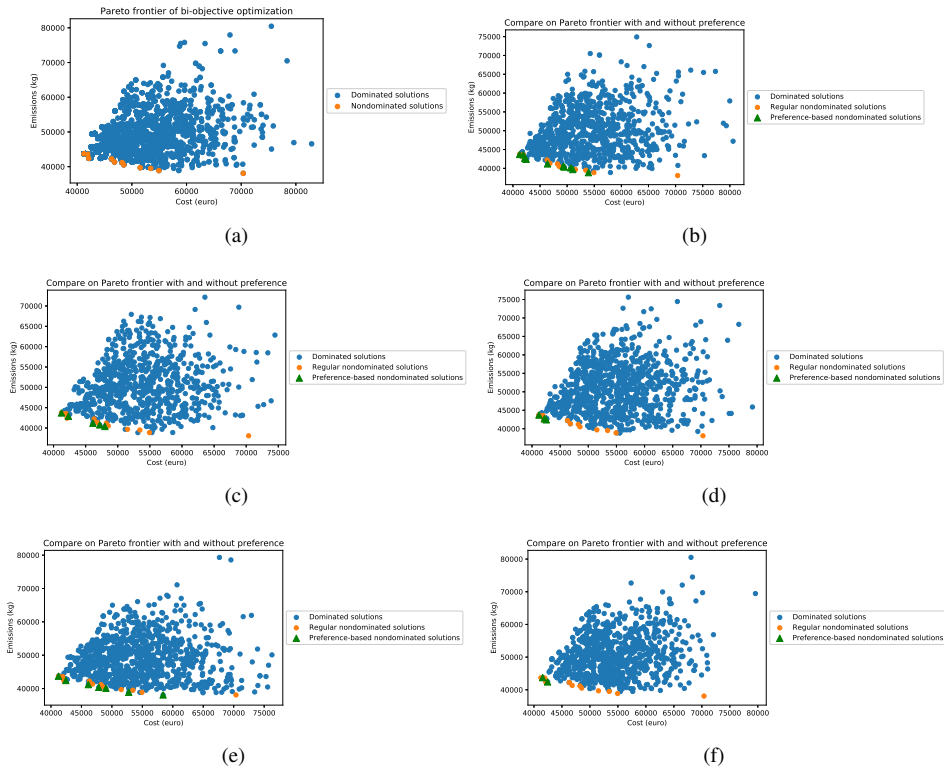 Pareto frontier of bi-objective optimization
80000
70000
60000
50000
40000
Emissions (kg)
40000 50000 60000 70000 80000
Cost (euro)
Dominated solutions
Nondominated solutions
(a)
Compare on Pareto frontier with and without preference
75000
70000
65000
60000
55000
50000
45000
40000
Emissions (kg)
40000 45000 50000 55000 60000 65000 70000 75000 80000
Cost (euro)
Dominated solutions
Regular nondominated solutions
Preference-based nondominated solutions
(b)
Compare on Pareto frontier with and without preference
70000
65000
60000
55000
50000
45000
40000
Emissions (kg)
40000 45000 50000 55000 60000 65000 70000 75000
Cost (euro)
Dominated solutions
Regular nondominated solutions
Preference-based nondominated solutions
(c)
Compare on Pareto frontier with and without preference
75000
70000
65000
60000
55000
50000
45000
40000
Emissions (kg)
40000 45000 50000 55000 60000 65000 70000 75000 80000
Cost (euro)
Dominated solutions
Regular nondominated solutions
Preference-based nondominated solutions
(d)
Compare on Pareto frontier with and without preference
80000
70000
60000
50000
40000
Emissions (kg)
40000 45000 50000 55000 60000 65000 70000 75000
Cost (euro)
Dominated solutions
Regular nondominated solutions
Preference-based nondominated solutions
(e)
Compare on Pareto frontier with and without preference
80000
70000
60000
50000
40000
Emissions (kg)
40000 45000 50000 55000 60000 65000 70000 75000 80000
Cost (euro)
Dominated solutions
Regular nondominated solutions
Preference-based nondominated solutions
(f)